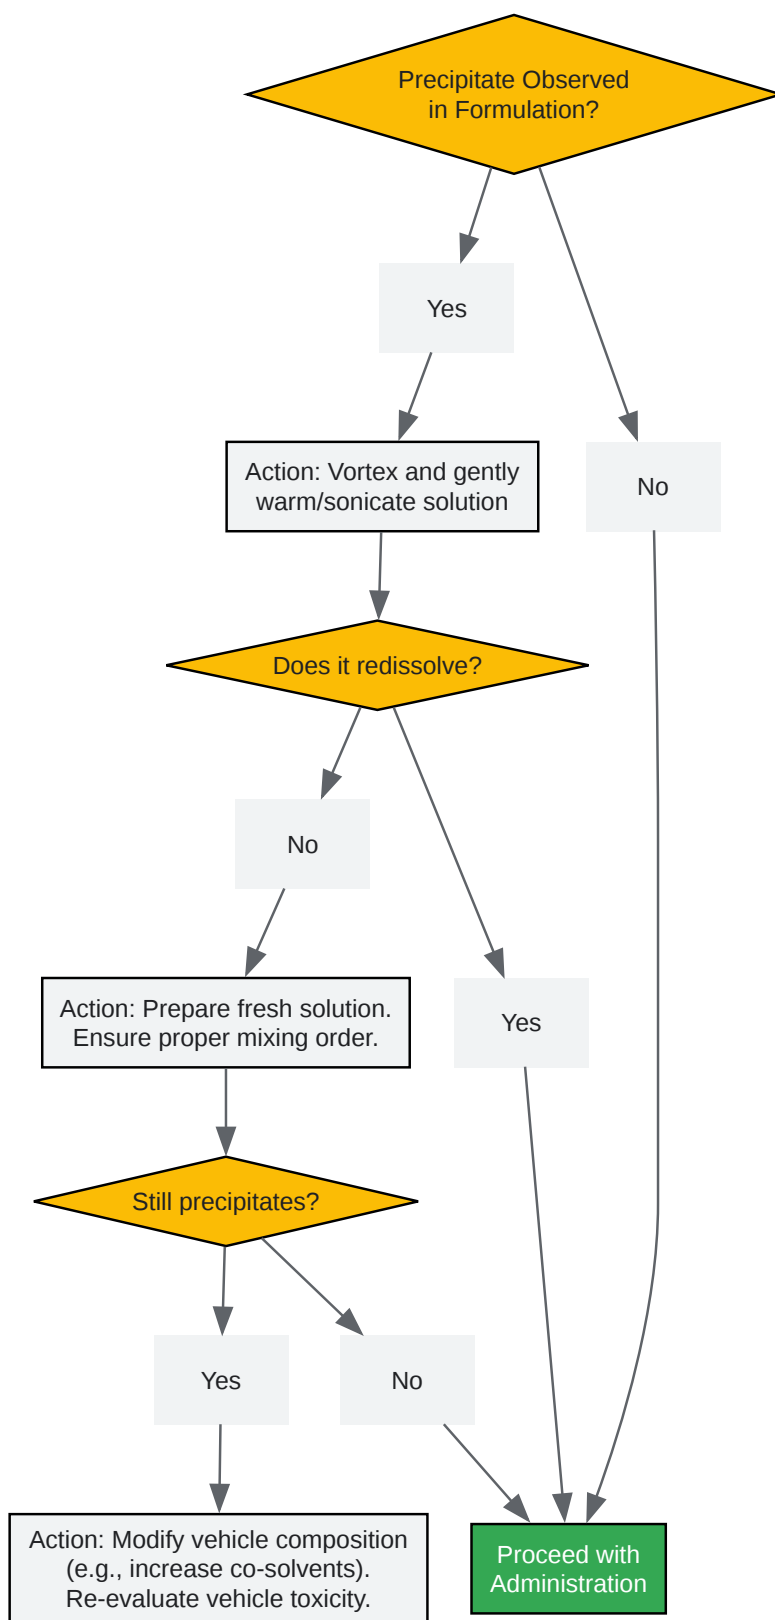 Precipitate Observed
in Formulation?
Yes
Action: Vortex and gently
warm/sonicate solution
No
Does it redissolve?
No
Action: Prepare fresh solution.
Ensure proper mixing order.
Yes
Still precipitates?
Yes
No
Action: Modify vehicle composition
(e.g., increase co-solvents).
Re-evaluate vehicle toxicity.
Proceed with
Administration